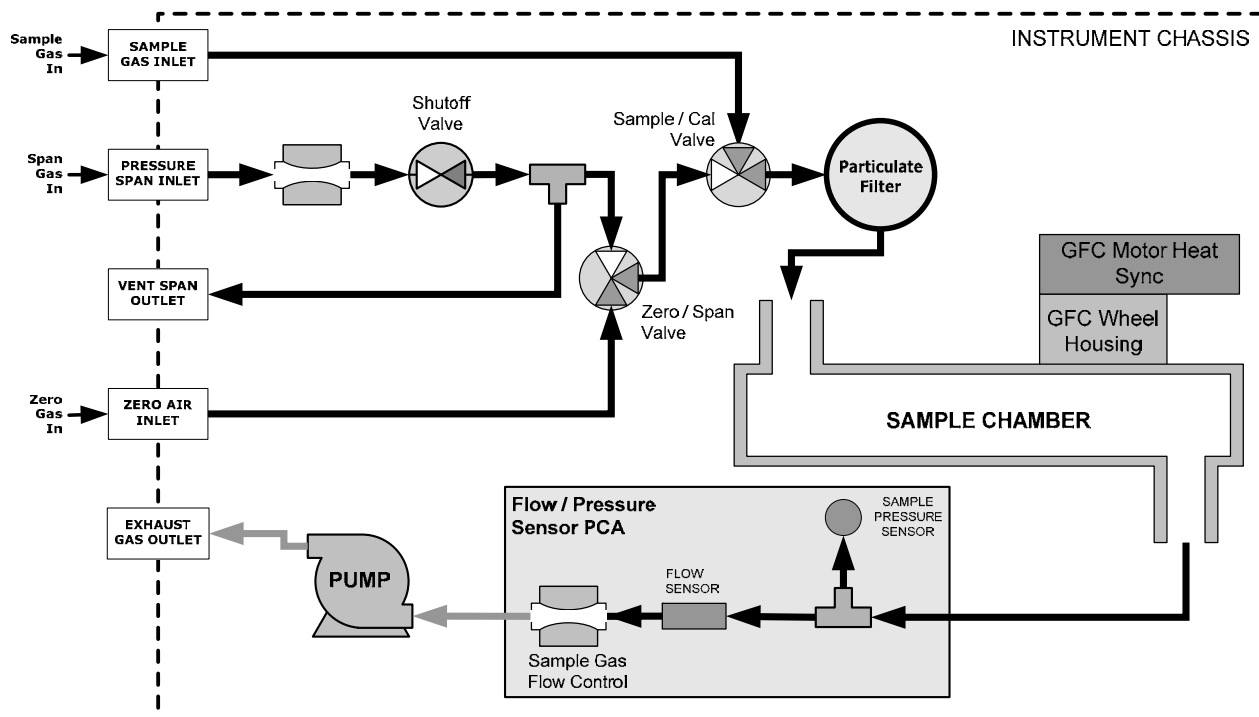 INSTRUMENT CHASSIS
Sample
Gas
In
SAMPLE
GAS INLET
Shutoff
Valve
Sample / Cal
Valve
Span
Gas
In
PRESSURE
SPAN INLET
Particulate
Filter
GFC Motor Heat
Sync
GFC Wheel
Housing
VENT SPAN
OUTLET
Zero / Span
Valve
Zero
Gas
In
ZERO AIR
INLET
SAMPLE CHAMBER
EXHAUST
GAS OUTLET
PUMP
Flow / Pressure
Sensor PCA
SAMPLE
PRESSURE
SENSOR
FLOW
SENSOR
Sample Gas
Flow Control